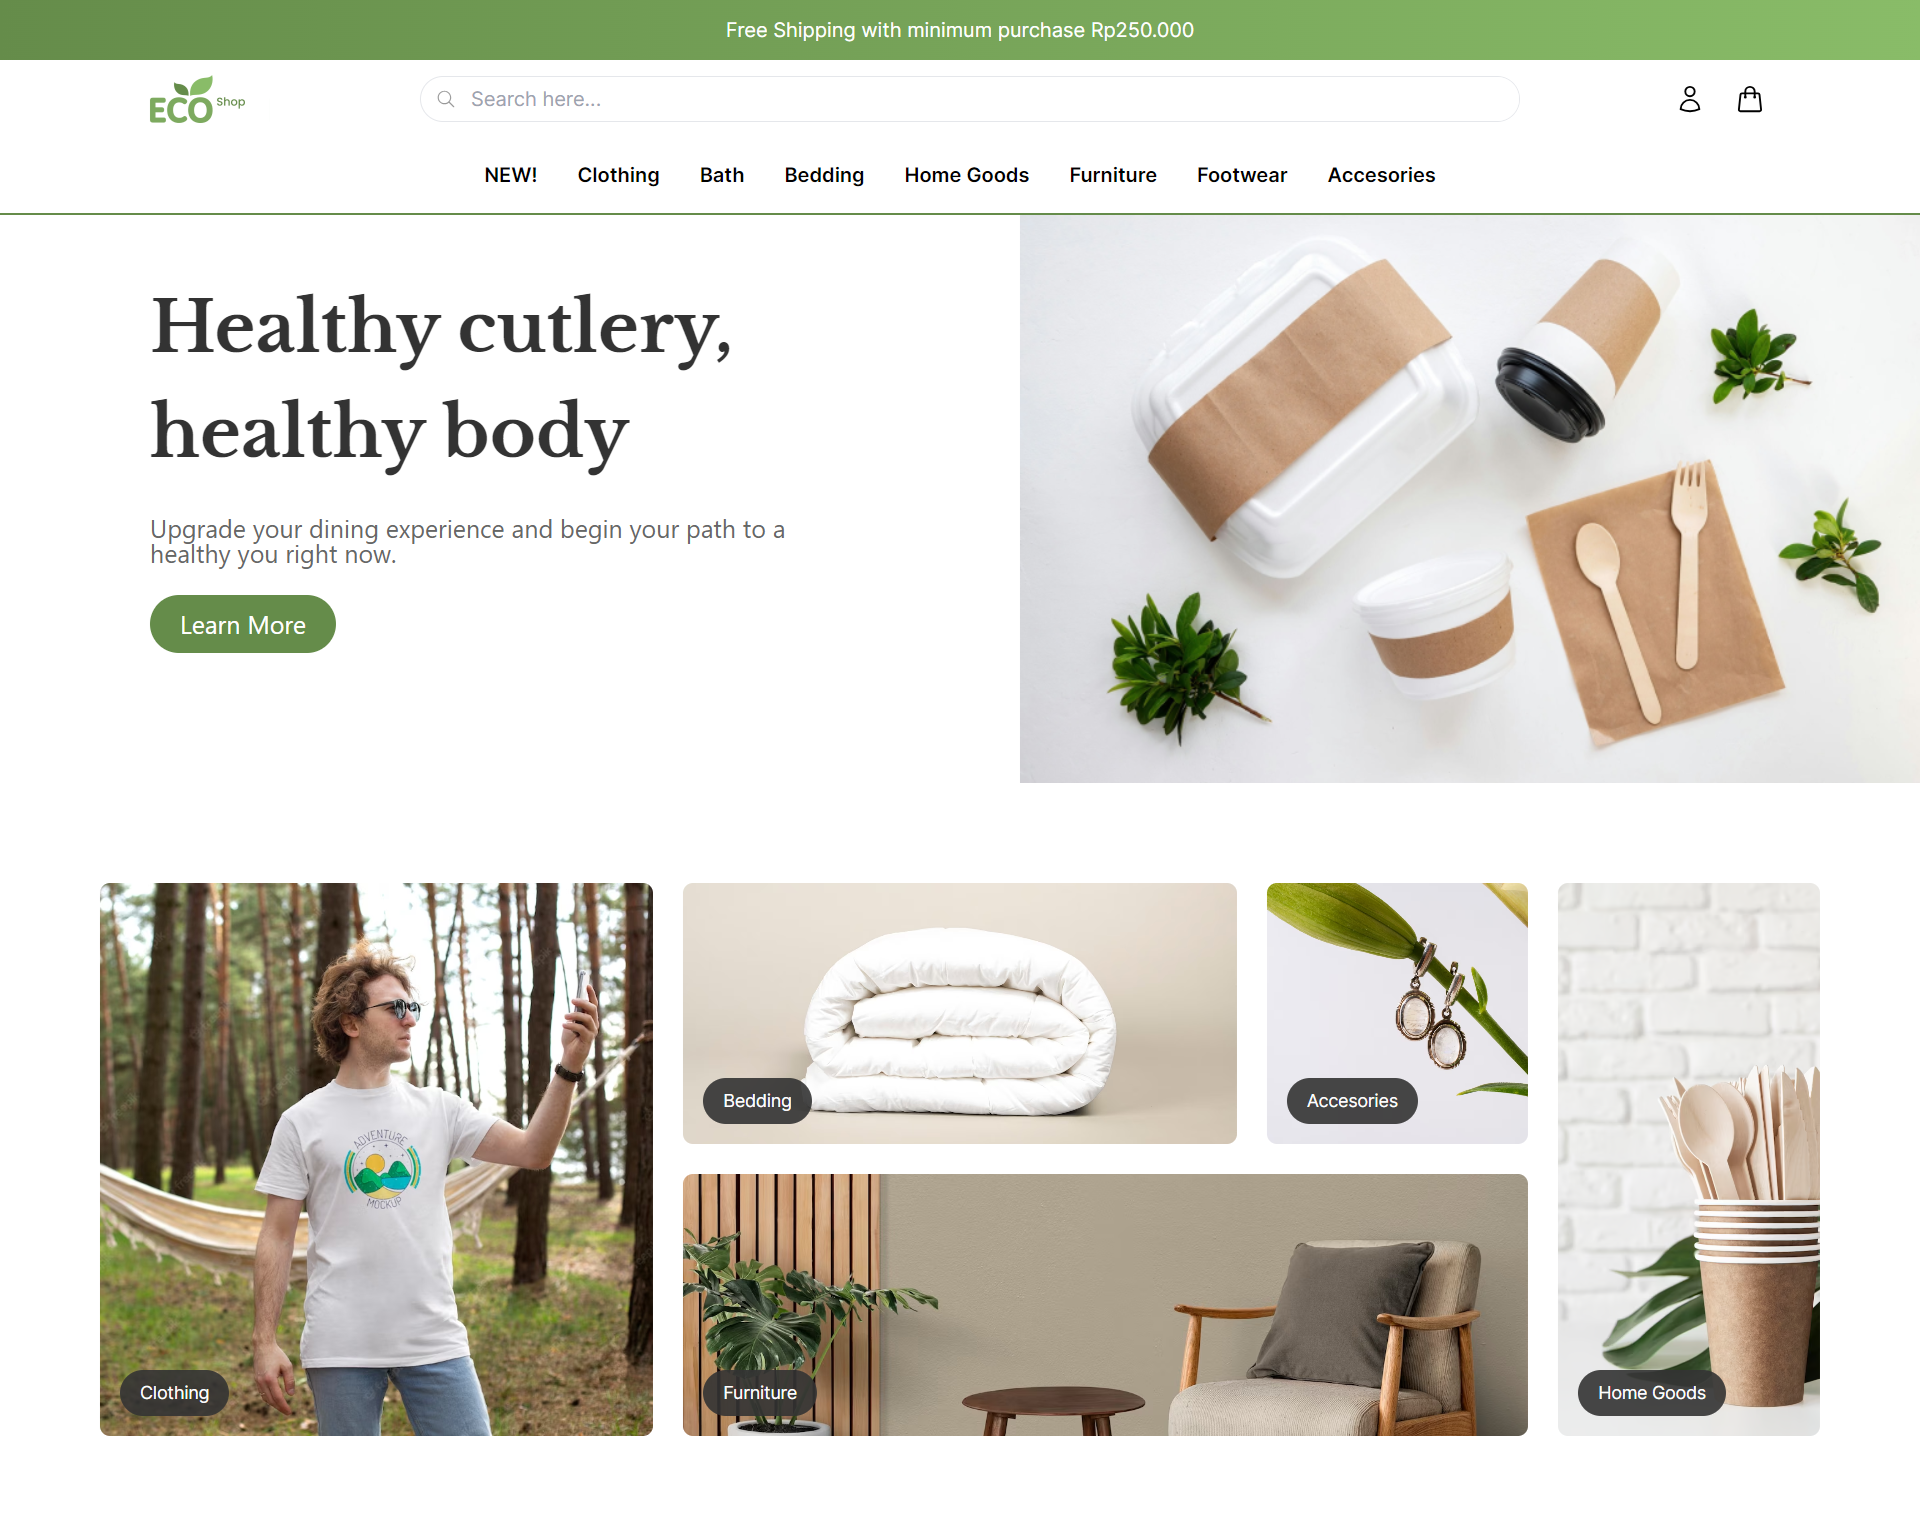 Free Shipping with minimum purchase Rp250.000
ECO Shop
Search here...
NEW! Clothing Bath Bedding Home Goods Furniture Footwear Accesories
Healthy cutlery,
healthy body
Upgrade your dining experience and begin your path to a
healthy you right now.
Learn More
ADVENTURE
MOCKUP
Clothing
Bedding
Accesories
Furniture
Home Goods